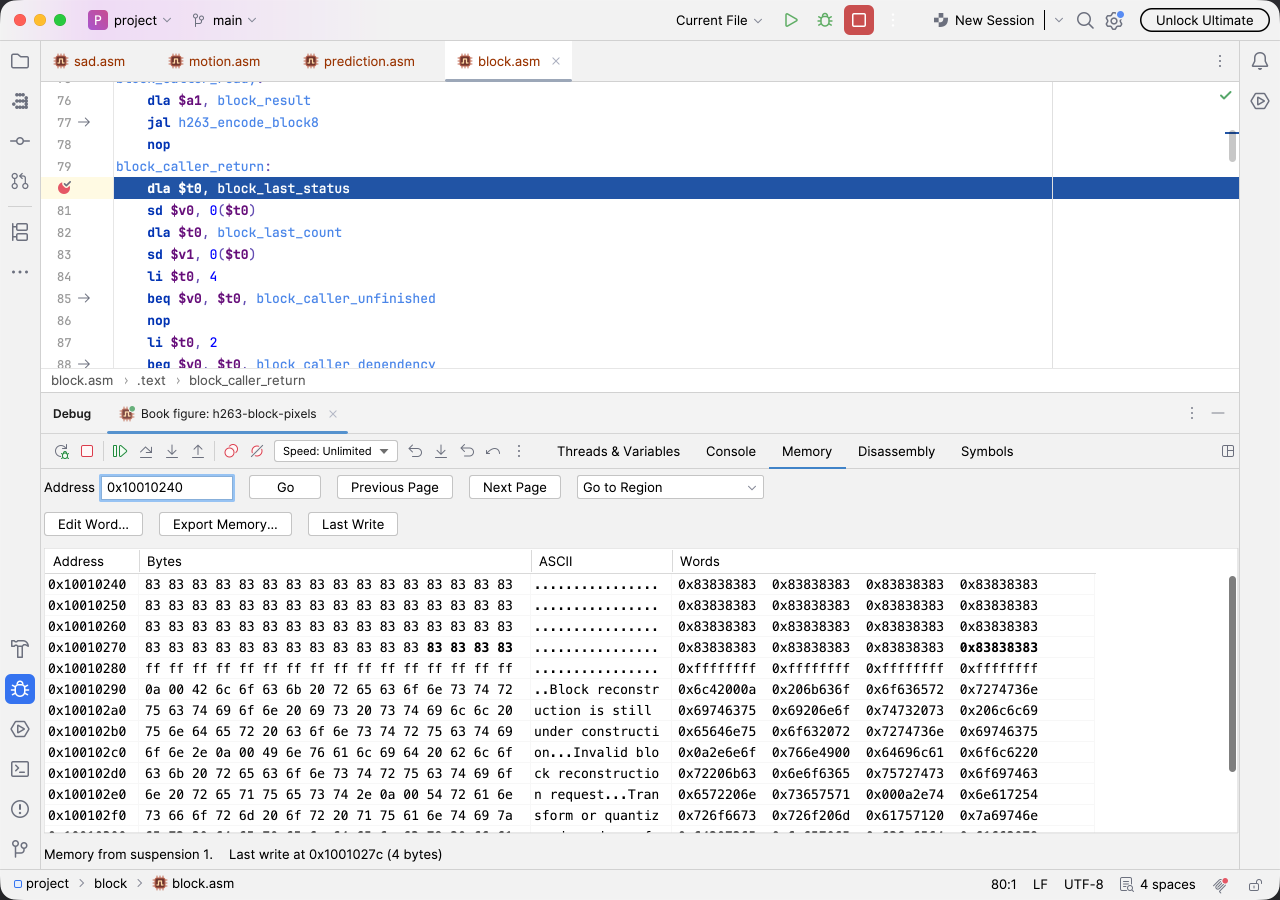 P project main Current File New Session Unlock Ultimate
sad.asm motion.asm prediction.asm block.asm
76 dla $a1, block_result
77 jal h263_encode_block8
78 nop
79 block_caller_return:
dla $t0, block_last_status
81 sd $v0, 0($t0)
82 dla $t0, block_last_count
83 sd $v1, 0($t0)
84 li $t0, 4
85 beq $v0, $t0, block_caller_unfinished
86 nop
87 li $t0, 2
88 beq $v0, $t0, block_caller_dependency
block.asm › .text › block_caller_return
Debug Book figure: h263-block-pixels
Speed: Unlimited Threads & Variables Console Memory Disassembly Symbols
Address 0x10010240 Go Previous Page Next Page Go to Region
Edit Word... Export Memory... Last Write
Address Bytes ASCII Words
0x10010240 83 83 83 83 83 83 83 83 83 83 83 83 83 83 83 83 ................ 0x83838383 0x83838383 0x83838383 0x83838383
0x10010250 83 83 83 83 83 83 83 83 83 83 83 83 83 83 83 83 ................ 0x83838383 0x83838383 0x83838383 0x83838383
0x10010260 83 83 83 83 83 83 83 83 83 83 83 83 83 83 83 83 ................ 0x83838383 0x83838383 0x83838383 0x83838383
0x10010270 83 83 83 83 83 83 83 83 83 83 83 83 83 83 83 83 ................ 0x83838383 0x83838383 0x83838383 0x83838383
0x10010280 ff ff ff ff ff ff ff ff ff ff ff ff ff ff ff ff ................ 0xffffffff 0xffffffff 0xffffffff 0xffffffff
0x10010290 0a 00 42 6c 6f 63 6b 20 72 65 63 6f 6e 73 74 72 ..Block reconstr 0x6c42000a 0x206b636f 0x6f636572 0x7274736e
0x100102a0 75 63 74 69 6f 6e 20 69 73 20 73 74 69 6c 6c 20 uction is still 0x69746375 0x69206e6f 0x74732073 0x206c6c69
0x100102b0 75 6e 64 65 72 20 63 6f 6e 73 74 72 75 63 74 69 under constructi 0x65646e75 0x6f632072 0x7274736e 0x69746375
0x100102c0 6f 6e 2e 0a 00 49 6e 76 61 6c 69 64 20 62 6c 6f on...Invalid blo 0x0a2e6e6f 0x766e4900 0x64696c61 0x6f6c6220
0x100102d0 63 6b 20 72 65 63 6f 6e 73 74 72 75 63 74 69 6f ck reconstructio 0x72206b63 0x6e6f6365 0x75727473 0x6f697463
0x100102e0 6e 20 72 65 71 75 65 73 74 2e 0a 00 54 72 61 6e n request...Tran 0x6572206e 0x73657571 0x000a2e74 0x6e617254
0x100102f0 73 66 6f 72 6d 20 6f 72 20 71 75 61 6e 74 69 7a sform or quantiz 0x726f6673 0x726f206d 0x61757120 0x7a69746e
Memory from suspension 1. Last write at 0x1001027c (4 bytes)
project › block › block.asm 80:1 LF UTF-8 4 spaces